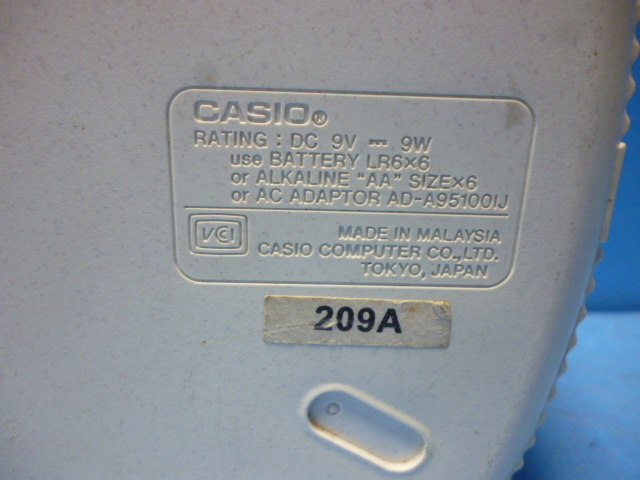 CASIO®
RATING : DC 9V ⎓ 9W
use BATTERY LR6×6
or ALKALINE "AA" SIZE×6
or AC ADAPTOR AD-A95100IJ
VCI
MADE IN MALAYSIA
CASIO COMPUTER CO.,LTD.
TOKYO, JAPAN
209A